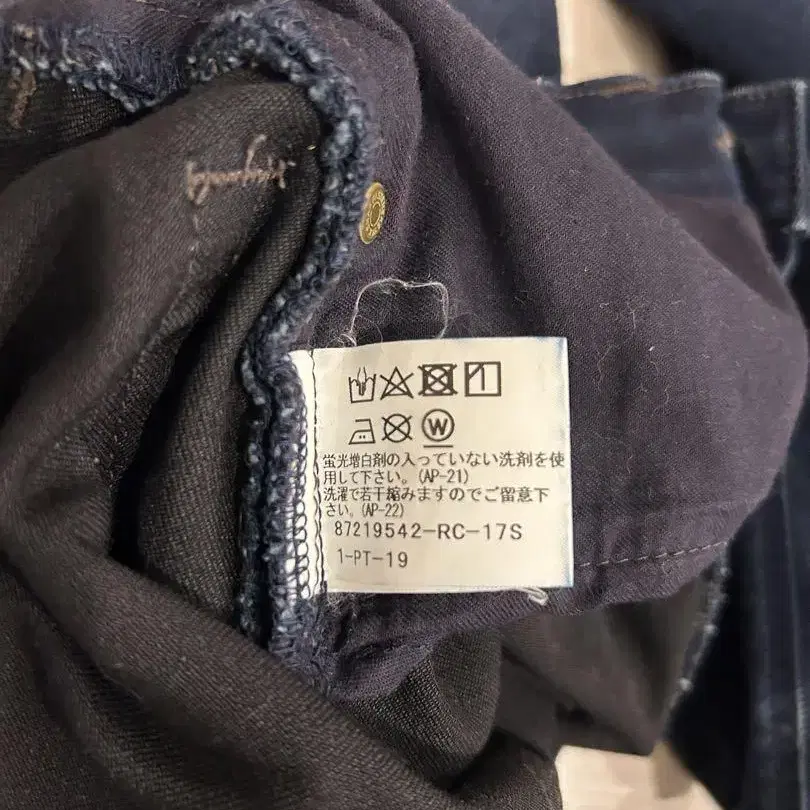 W
蛍光増白剤の入っていない洗剤を使
用して下さい。(AP-21)
洗濯で若干縮みますのでご留意下
さい。(AP-22)
87219542-RC-17S
1-PT-19